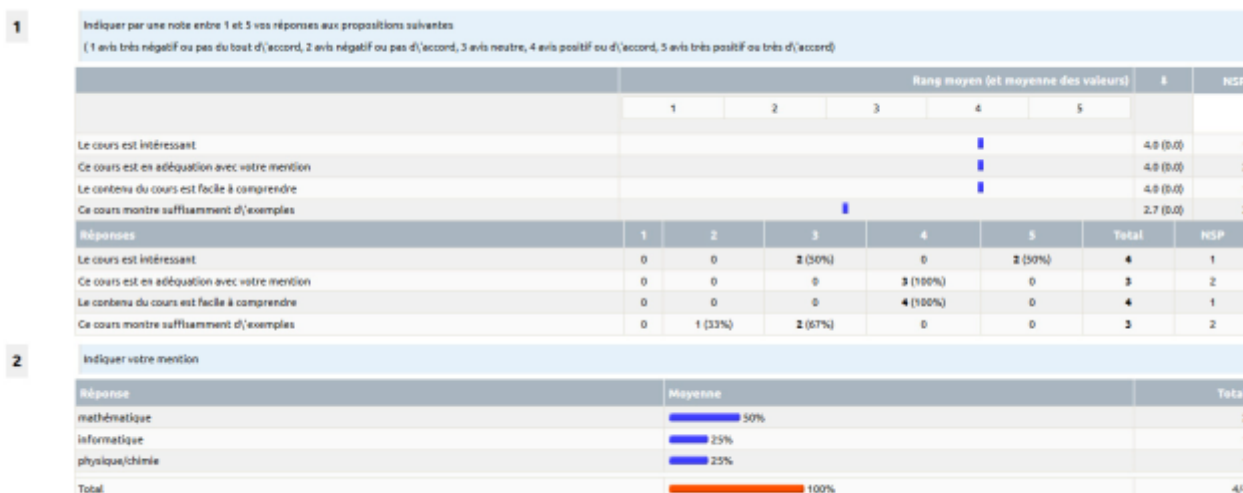 1
Indiquer par une note entre 1 et 5 vos réponses aux propositions suivantes
( 1 avis très négatif ou pas du tout d\'accord, 2 avis négatif ou pas d\'accord, 3 avis neutre, 4 avis positif ou d\'accord, 5 avis très positif ou très d\'accord)
Rang moyen (et moyenne des valeurs) NSP
1 2 3 4 5
Le cours est intéressant 4.0 (0.0)
Ce cours est en adéquation avec votre mention 4.0 (0.0)
Le contenu du cours est facile à comprendre 4.0 (0.0)
Ce cours montre suffisamment d\'exemples 2.7 (0.0)
Réponses 1 2 3 4 5 Total NSP
Le cours est intéressant 0 0 2 (50%) 0 2 (50%) 4 1
Ce cours est en adéquation avec votre mention 0 0 0 3 (100%) 0 3 2
Le contenu du cours est facile à comprendre 0 0 0 4 (100%) 0 4 1
Ce cours montre suffisamment d\'exemples 0 1 (33%) 2 (67%) 0 0 3 2
2
Indiquer votre mention
Réponse Moyenne Total
mathématique 50%
informatique 25%
physique/chimie 25%
Total 100% 4/